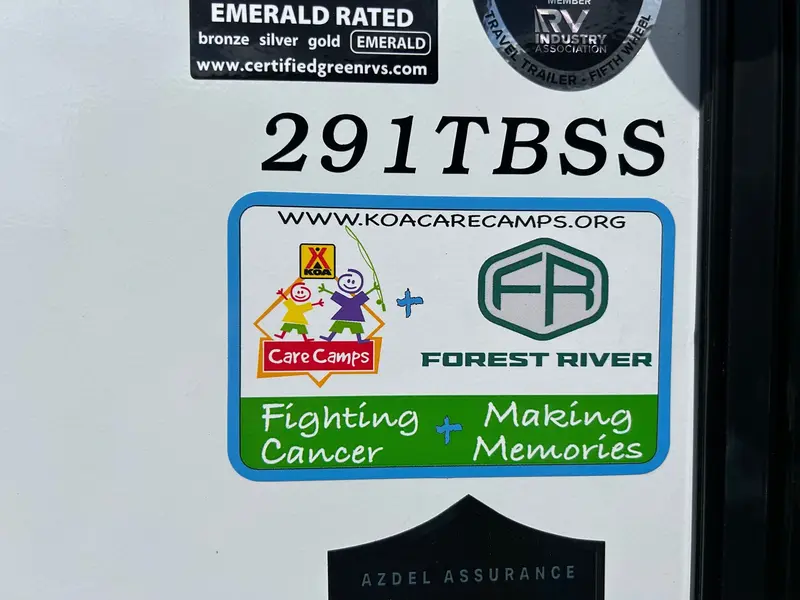 EMERALD RATED
bronze silver gold EMERALD
www.certifiedgreenrvs.com
MEMBER
RV
INDUSTRY
ASSOCIATION
TRAVEL TRAILER - FIFTH WHEEL
291TBSS
WWW.KOACARECAMPS.ORG
KOA
Care Camps
+
FR
FOREST RIVER
Fighting
Cancer
+
Making
Memories
AZDEL ASSURANCE